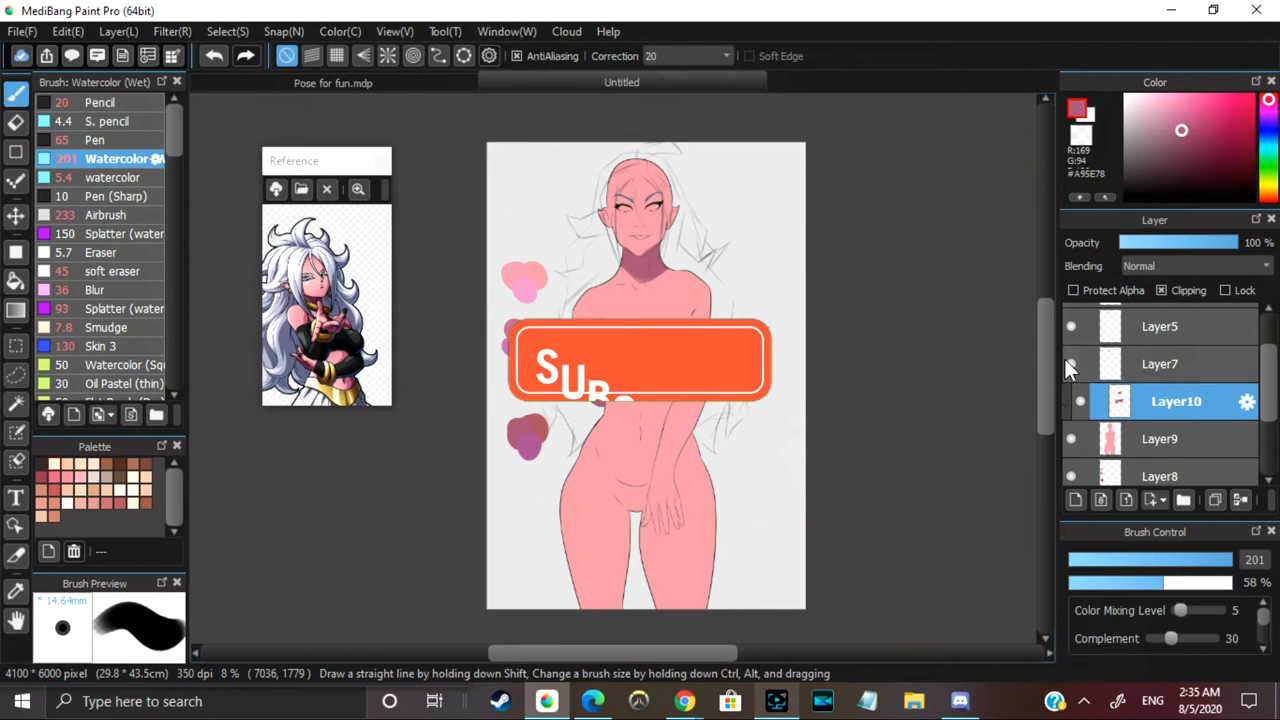 MediBang Paint Pro (64bit)
File(F) Edit(E) Layer(L) Filter(R) Select(S) Snap(N) Color(C) View(V) Tool(T) Window(W) Cloud Help
AntiAliasing Correction 20 Soft Edge
Brush: Watercolor (Wet)
Pose for fun.mdp
Untitled
Color
20 Pencil
4.4 S. pencil
65 Pen
201 Watercolor
5.4 watercolor
10 Pen (Sharp)
233 Airbrush
150 Splatter (water
5.7 Eraser
45 soft eraser
36 Blur
93 Splatter (water
7.8 Smudge
130 Skin 3
50 Watercolor (Squ
30 Oil Pastel (thin)
Reference
SUB
R:169
G:94
#A95E78
Layer
Opacity 100 %
Blending Normal
Protect Alpha Clipping Lock
Layer5
Layer7
Layer10
Layer9
Layer8
Palette
---
Brush Preview
* 14.64mm
Brush Control
201
58 %
Color Mixing Level 5
Complement 30
4100 * 6000 pixel (29.8 * 43.5cm) 350 dpi 8 % ( 7036, 1779 ) Draw a straight line by holding down Shift, Change a brush size by holding down Ctrl, Alt, and dragging
Type here to search
ENG
2:35 AM
8/5/2020